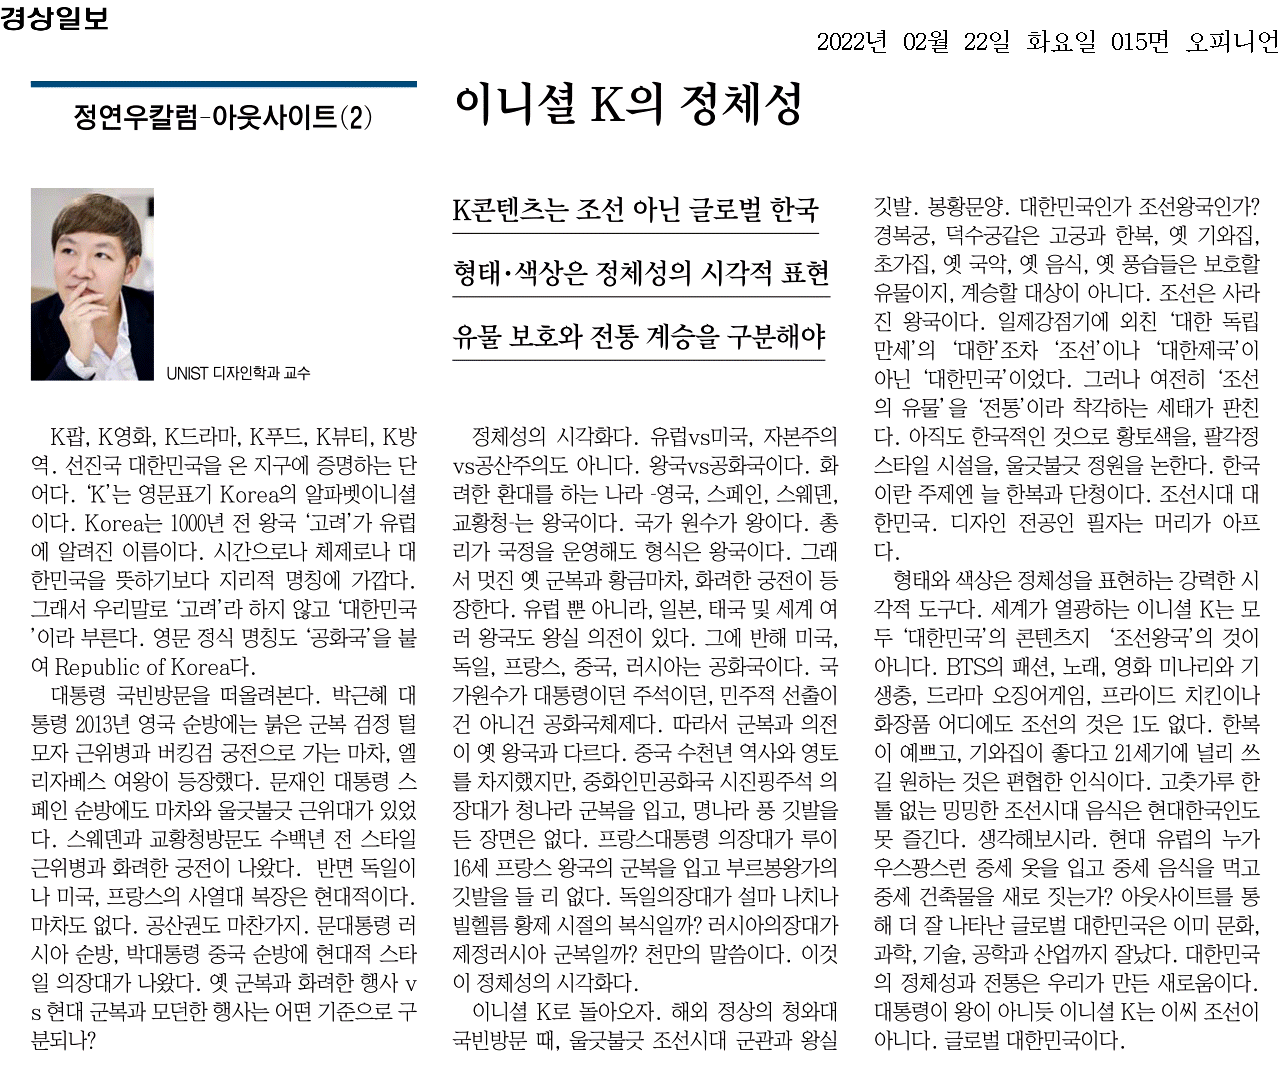 경상일보
2022년 02월 22일 화요일 015면 오피니언
정연우칼럼-아웃사이트(2)
이니셜 K의 정체성
UNIST 디자인학과 교수
K콘텐츠는 조선 아닌 글로벌 한국
형태·색상은 정체성의 시각적 표현
유물 보호와 전통 계승을 구분해야
K팝, K영화, K드라마, K푸드, K뷰티, K방
역. 선진국 대한민국을 온 지구에 증명하는 단
어다. ‘K’는 영문표기 Korea의 알파벳이니셜
이다. Korea는 1000년 전 왕국 ‘고려’가 유럽
에 알려진 이름이다. 시간으로나 체제로나 대
한민국을 뜻하기보다 지리적 명칭에 가깝다.
그래서 우리말로 ‘고려’라 하지 않고 ‘대한민국
’이라 부른다. 영문 정식 명칭도 ‘공화국’을 붙
여 Republic of Korea다.
대통령 국빈방문을 떠올려본다. 박근혜 대
통령 2013년 영국 순방에는 붉은 군복 검정 털
모자 근위병과 버킹검 궁전으로 가는 마차, 엘
리자베스 여왕이 등장했다. 문재인 대통령 스
페인 순방에도 마차와 울긋불긋 근위대가 있었
다. 스웨덴과 교황청방문도 수백년 전 스타일
근위병과 화려한 궁전이 나왔다. 반면 독일이
나 미국, 프랑스의 사열대 복장은 현대적이다.
마차도 없다. 공산권도 마찬가지. 문대통령 러
시아 순방, 박대통령 중국 순방에 현대적 스타
일 의장대가 나왔다. 옛 군복과 화려한 행사 v
s 현대 군복과 모던한 행사는 어떤 기준으로 구
분되나?
정체성의 시각화다. 유럽vs미국, 자본주의
vs공산주의도 아니다. 왕국vs공화국이다. 화
려한 환대를 하는 나라 -영국, 스페인, 스웨덴,
교황청-는 왕국이다. 국가 원수가 왕이다. 총
리가 국정을 운영해도 형식은 왕국이다. 그래
서 멋진 옛 군복과 황금마차, 화려한 궁전이 등
장한다. 유럽 뿐 아니라, 일본, 태국 및 세계 여
러 왕국도 왕실 의전이 있다. 그에 반해 미국,
독일, 프랑스, 중국, 러시아는 공화국이다. 국
가원수가 대통령이던 주석이던, 민주적 선출이
건 아니건 공화국체제다. 따라서 군복과 의전
이 옛 왕국과 다르다. 중국 수천년 역사와 영토
를 차지했지만, 중화인민공화국 시진핑주석 의
장대가 청나라 군복을 입고, 명나라 풍 깃발을
든 장면은 없다. 프랑스대통령 의장대가 루이
16세 프랑스 왕국의 군복을 입고 부르봉왕가의
깃발을 들 리 없다. 독일의장대가 설마 나치나
빌헬름 황제 시절의 복식일까? 러시아의장대가
제정러시아 군복일까? 천만의 말씀이다. 이것
이 정체성의 시각화다.
이니셜 K로 돌아오자. 해외 정상의 청와대
국빈방문 때, 울긋불긋 조선시대 군관과 왕실
깃발. 봉황문양. 대한민국인가 조선왕국인가?
경복궁, 덕수궁같은 고궁과 한복, 옛 기와집,
초가집, 옛 국악, 옛 음식, 옛 풍습들은 보호할
유물이지, 계승할 대상이 아니다. 조선은 사라
진 왕국이다. 일제강점기에 외친 ‘대한 독립
만세’의 ‘대한’조차 ‘조선’이나 ‘대한제국’이
아닌 ‘대한민국’이었다. 그러나 여전히 ‘조선
의 유물’을 ‘전통’이라 착각하는 세태가 판친
다. 아직도 한국적인 것으로 황토색을, 팔각정
스타일 시설을, 울긋불긋 정원을 논한다. 한국
이란 주제엔 늘 한복과 단청이다. 조선시대 대
한민국. 디자인 전공인 필자는 머리가 아프
다.
형태와 색상은 정체성을 표현하는 강력한 시
각적 도구다. 세계가 열광하는 이니셜 K는 모
두 ‘대한민국’의 콘텐츠지 ‘조선왕국’의 것이
아니다. BTS의 패션, 노래, 영화 미나리와 기
생충, 드라마 오징어게임, 프라이드 치킨이나
화장품 어디에도 조선의 것은 1도 없다. 한복
이 예쁘고, 기와집이 좋다고 21세기에 널리 쓰
길 원하는 것은 편협한 인식이다. 고춧가루 한
톨 없는 밍밍한 조선시대 음식은 현대한국인도
못 즐긴다. 생각해보시라. 현대 유럽의 누가
우스꽝스런 중세 옷을 입고 중세 음식을 먹고
중세 건축물을 새로 짓는가? 아웃사이트를 통
해 더 잘 나타난 글로벌 대한민국은 이미 문화,
과학, 기술, 공학과 산업까지 잘났다. 대한민국
의 정체성과 전통은 우리가 만든 새로움이다.
대통령이 왕이 아니듯 이니셜 K는 이씨 조선이
아니다. 글로벌 대한민국이다.